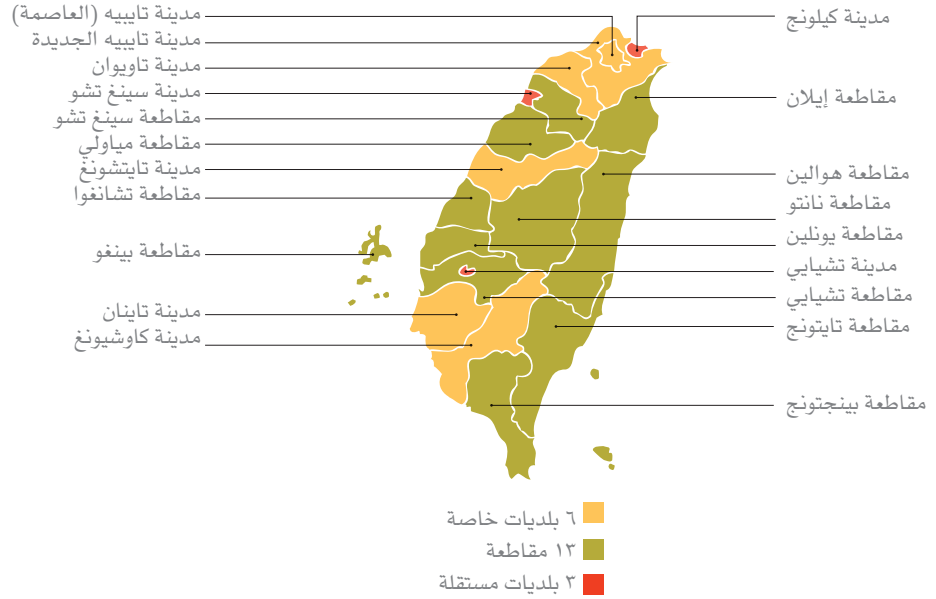 مدينة كيلونج
مقاطعة إيلان
مقاطعة هوالين
مقاطعة نانتو
مقاطعة يونلين
مدينة تشيايي
مقاطعة تشيايي
مقاطعة تايتونج
مقاطعة بينجتونج
مدينة تايبيه (العاصمة)
مدينة تايبيه الجديدة
مدينة تاويوان
مدينة سينغ تشو
مقاطعة سينغ تشو
مقاطعة مياولي
مدينة تايتشونغ
مقاطعة تشانغوا
مقاطعة بينغو
مدينة تاينان
مدينة كاوشيونغ
٦ بلديات خاصة
١٣ مقاطعة
٣ بلديات مستقلة